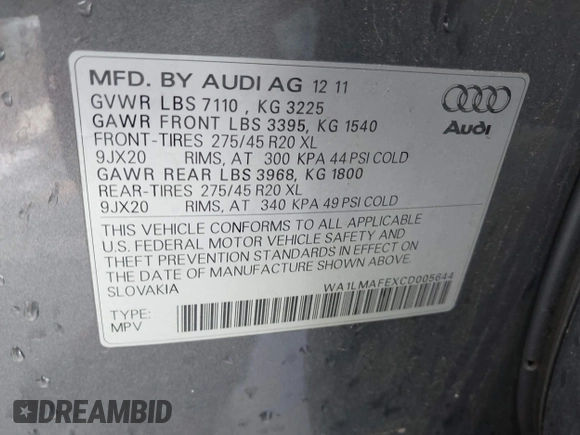 MFD. BY AUDI AG 12 11
GVWR LBS 7110 , KG 3225
GAWR FRONT LBS 3395, KG 1540
FRONT-TIRES 275/45 R20 XL
9JX20 RIMS, AT 300 KPA 44 PSI COLD
GAWR REAR LBS 3968, KG 1800
REAR-TIRES 275/45 R20 XL
9JX20 RIMS, AT 340 KPA 49 PSI COLD
Audi
THIS VEHICLE CONFORMS TO ALL APPLICABLE
U.S. FEDERAL MOTOR VEHICLE SAFETY AND
THEFT PREVENTION STANDARDS IN EFFECT ON
THE DATE OF MANUFACTURE SHOWN ABOVE.
SLOVAKIA
WA1LMAFEXCD005644
TYPE:
MPV
DREAMBID